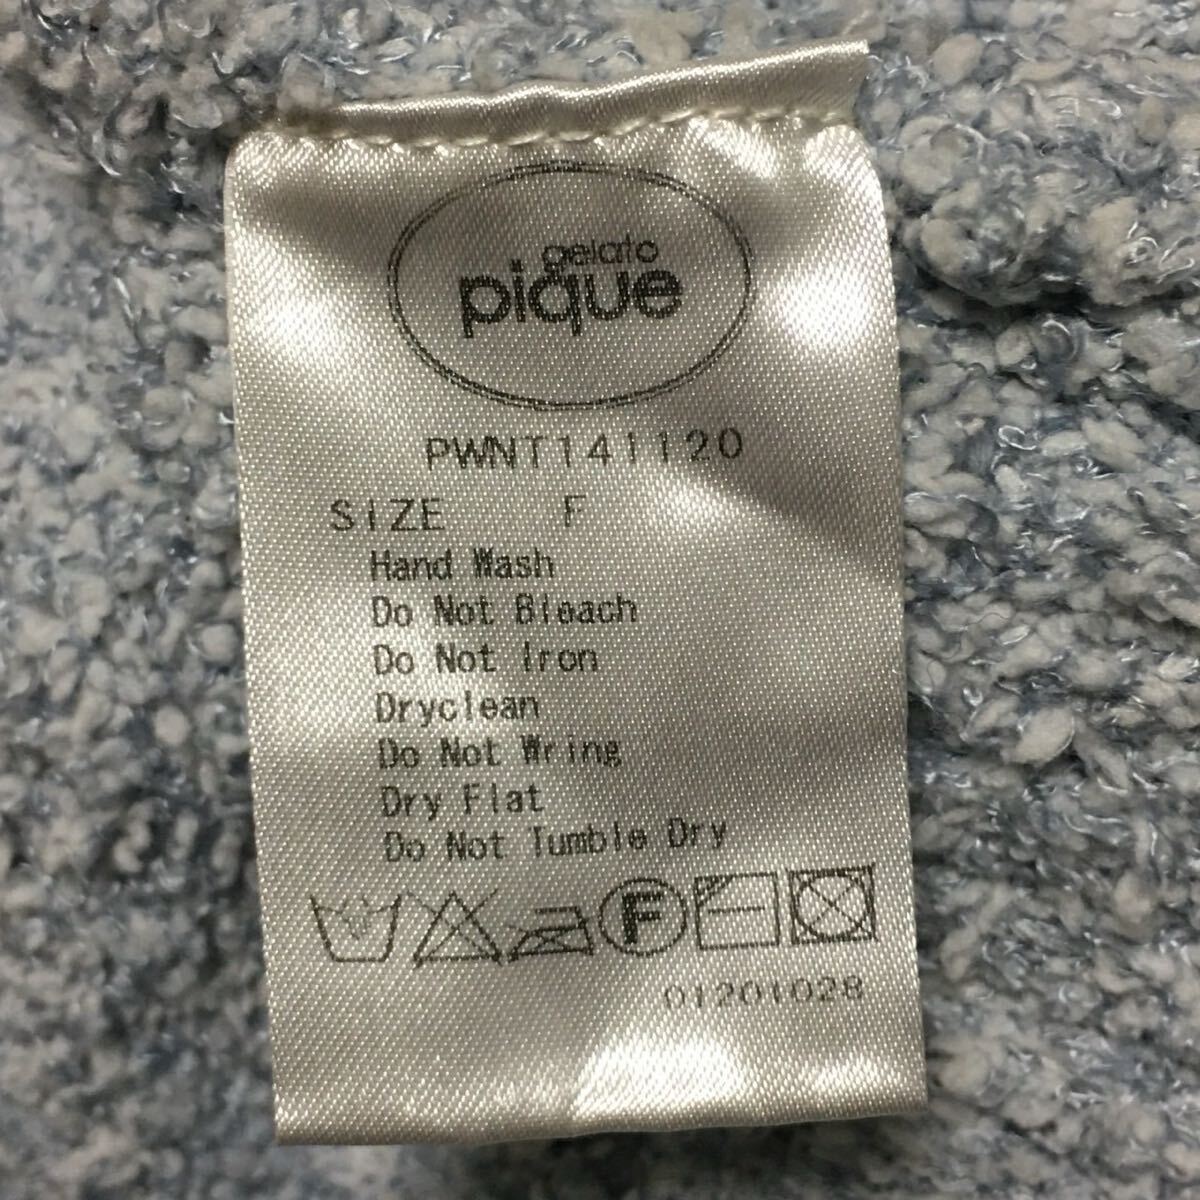 gelato
pique
PWNT141120
SIZE F
Hand Wash
Do Not Bleach
Do Not Iron
Dryclean
Do Not Wring
Dry Flat
Do Not Tumble Dry
F
01201028